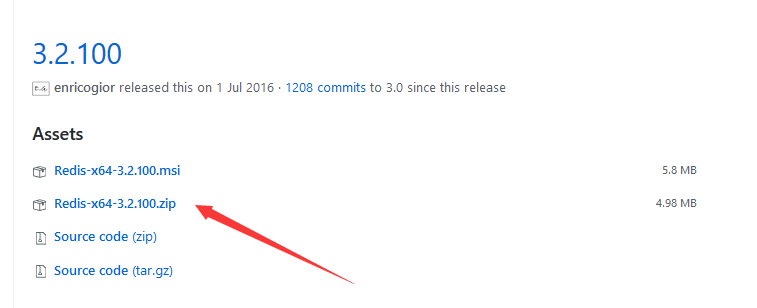 3.2.100
enricogior released this on 1 Jul 2016 · 1208 commits to 3.0 since this release
Assets
Redis-x64-3.2.100.msi 5.8 MB
Redis-x64-3.2.100.zip 4.98 MB
Source code (zip)
Source code (tar.gz)